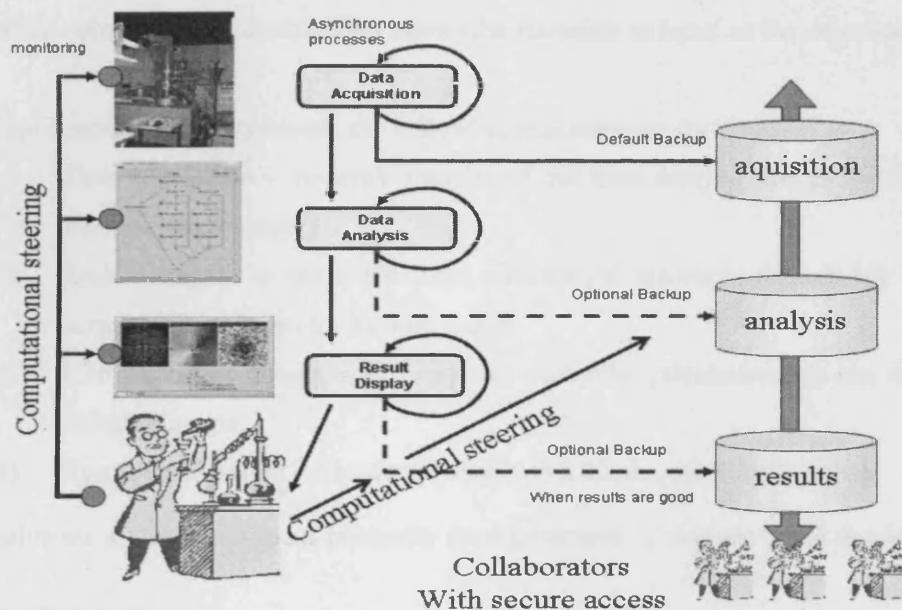 Asynchronous
processes
monitoring
Data
Acquisition
Default Backup
aquisition
Computational steering
Data
Analysis
Optional Backup
analysis
Result
Display
Computational steering
Optional Backup
When results are good
results
Collaborators
With secure access